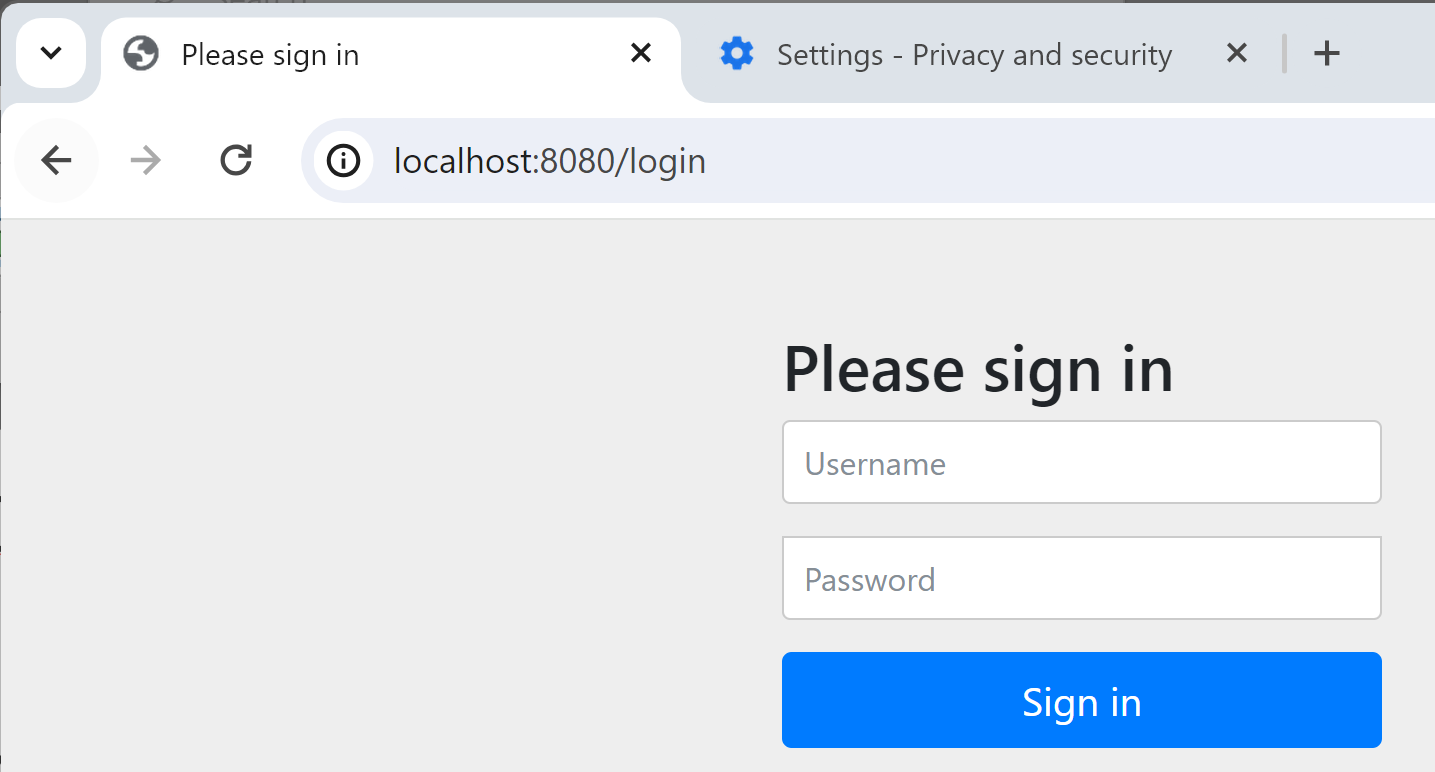 Please sign in
Settings - Privacy and security
localhost:8080/login
Please sign in
Username
Password
Sign in